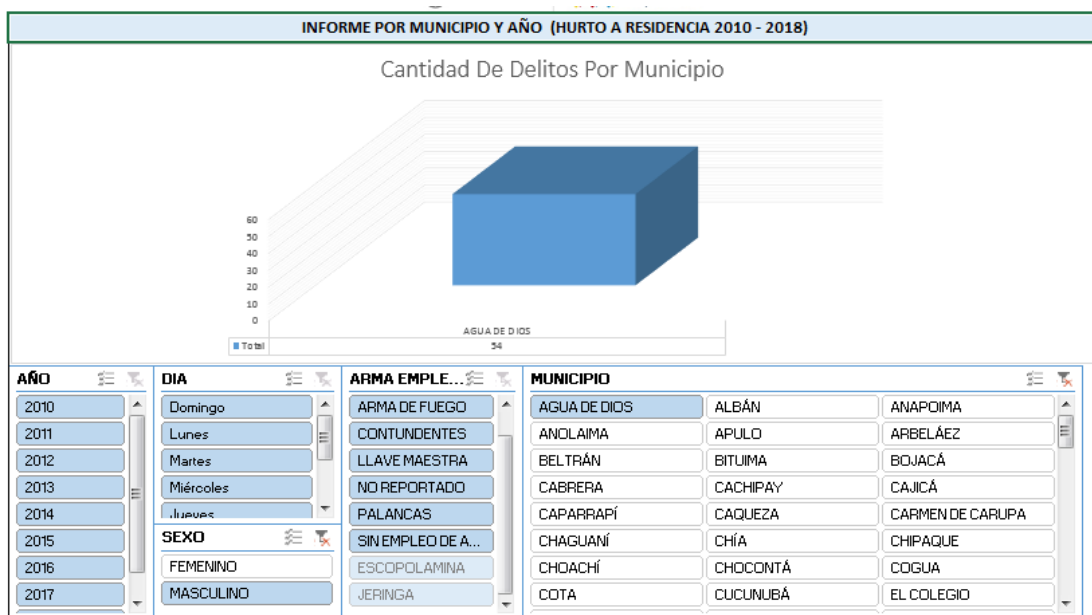 INFORME POR MUNICIPIO Y AÑO (HURTO A RESIDENCIA 2010 - 2018)
Cantidad De Delitos Por Municipio
60
50
40
30
20
10
0
AGUA DE DIOS
Total 54
AÑO
2010
2011
2012
2013
2014
2015
2016
2017
DIA
Domingo
Lunes
Martes
Miércoles
Jueves
SEXO
FEMENINO
MASCULINO
ARMA EMPLE...
ARMA DE FUEGO
CONTUNDENTES
LLAVE MAESTRA
NO REPORTADO
PALANCAS
SIN EMPLEO DE A...
ESCOPOLAMINA
JERINGA
MUNICIPIO
AGUA DE DIOS ALBÁN ANAPOIMA
ANOLAIMA APULO ARBELÁEZ
BELTRÁN BITUIMA BOJACÁ
CABRERA CACHIPAY CAJICÁ
CAPARRAPÍ CAQUEZA CARMEN DE CARUPA
CHAGUANÍ CHÍA CHIPAQUE
CHOACHÍ CHOCONTÁ COGUA
COTA CUCUNUBÁ EL COLEGIO